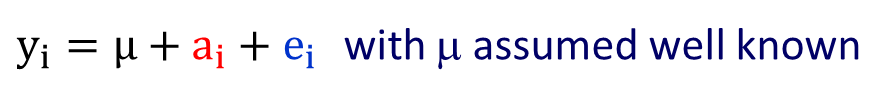 yᵢ = μ + aᵢ + eᵢ with μ assumed well known